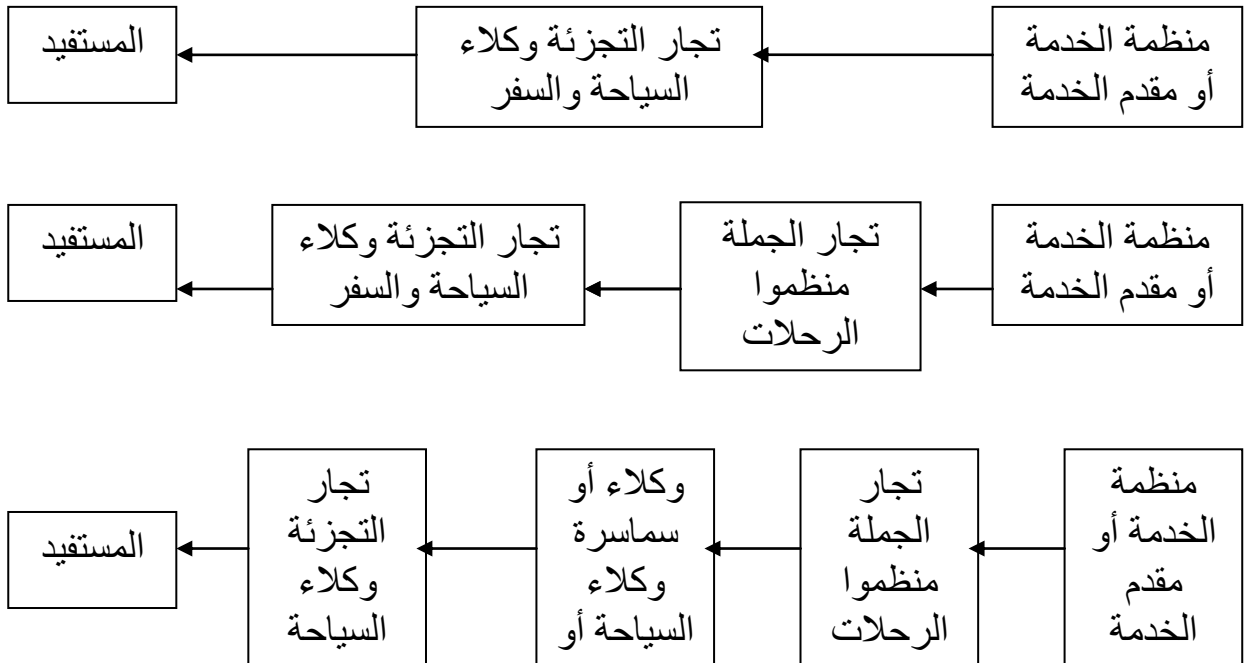 منظمة الخدمة
أو مقدم الخدمة
تجار التجزئة وكلاء
السياحة والسفر
المستفيد
منظمة الخدمة
أو مقدم الخدمة
تجار الجملة
منظموا
الرحلات
تجار التجزئة وكلاء
السياحة والسفر
المستفيد
منظمة
الخدمة أو
مقدم
الخدمة
تجار
الجملة
منظموا
الرحلات
وكلاء أو
سماسرة
وكلاء
السياحة أو
تجار
التجزئة
وكلاء
السياحة
المستفيد